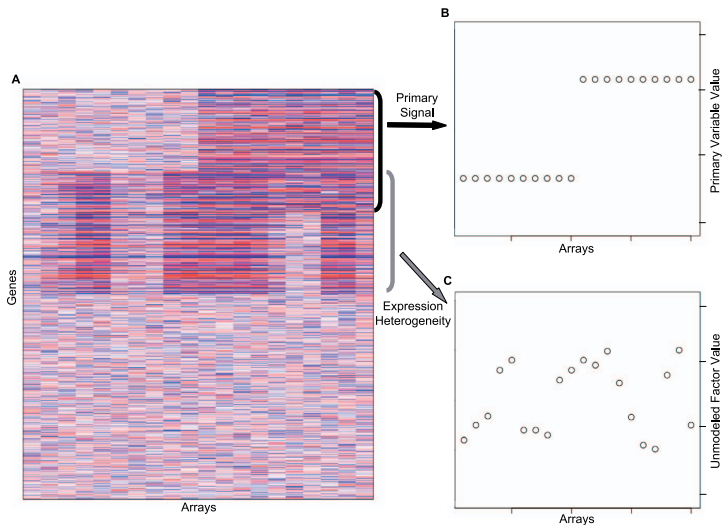 A
Genes
Arrays
Primary
Signal
Expression
Heterogeneity
B
Primary Variable Value
Arrays
C
Unmodeled Factor Value
Arrays